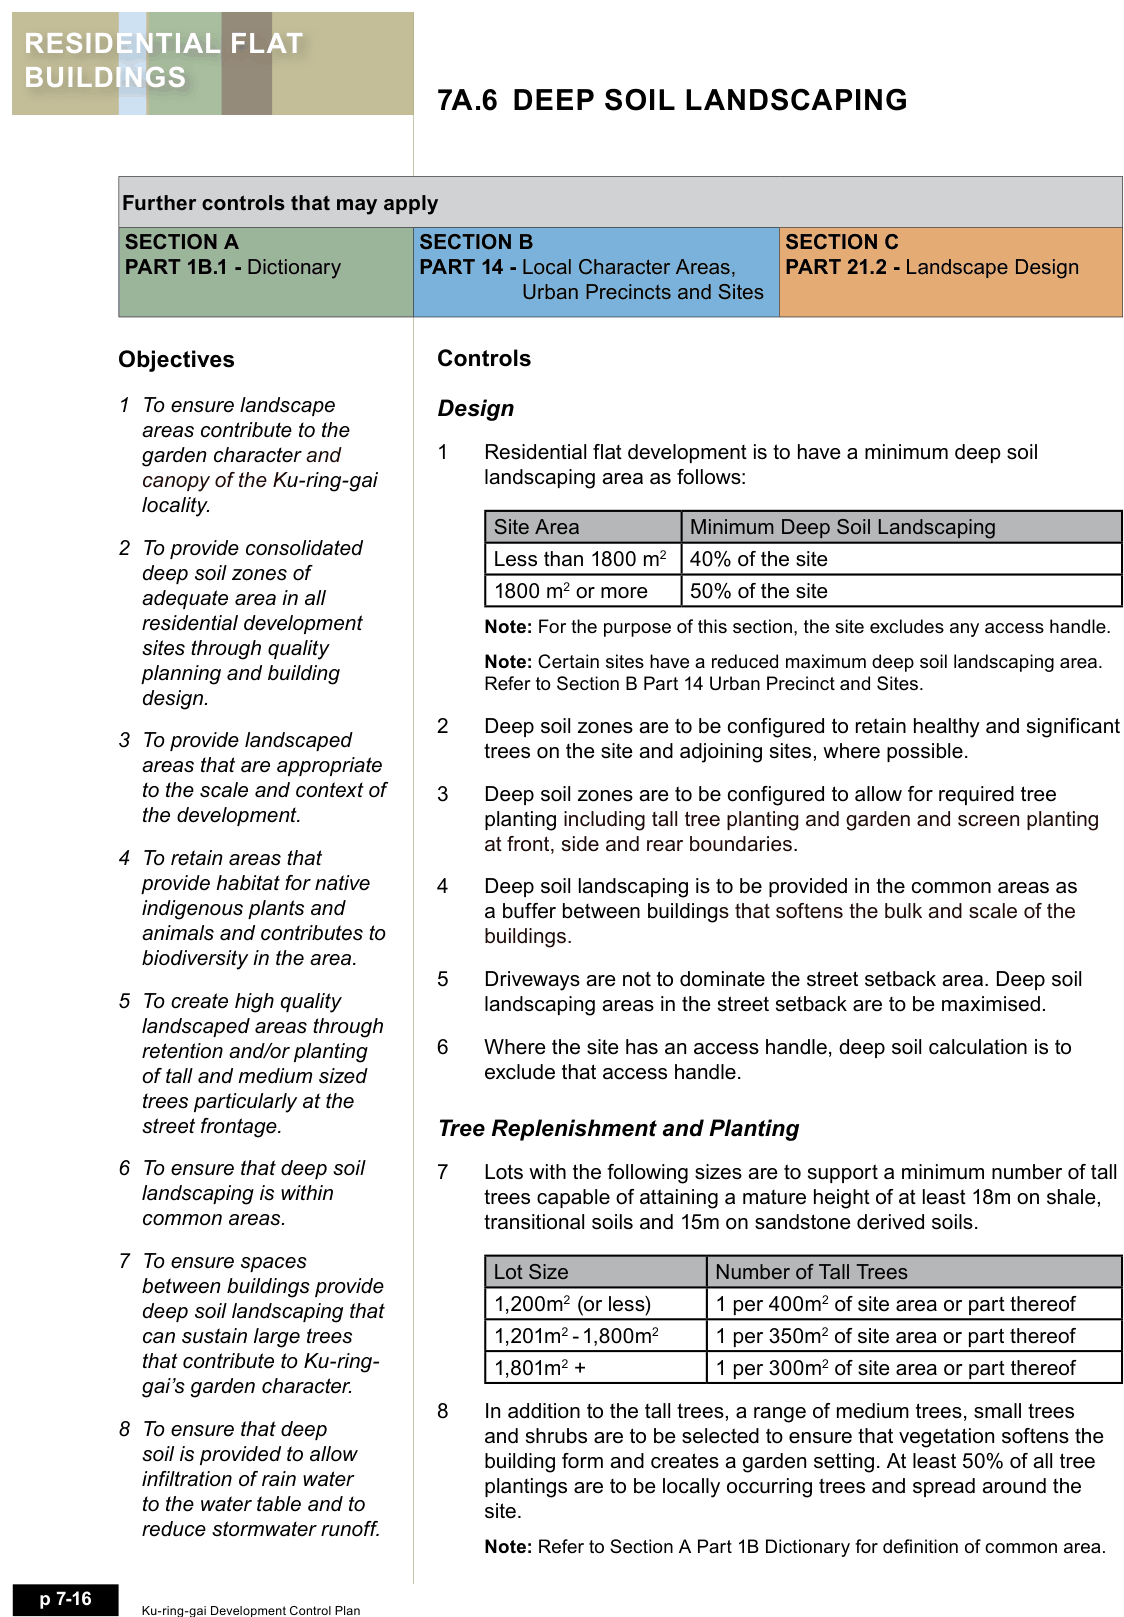 RESIDENTIAL FLAT
BUILDINGS
7A.6 DEEP SOIL LANDSCAPING
Further controls that may apply
SECTION A
PART 1B.1 - Dictionary
SECTION B
PART 14 - Local Character Areas,
Urban Precincts and Sites
SECTION C
PART 21.2 - Landscape Design
Objectives
1 To ensure landscape
areas contribute to the
garden character and
canopy of the Ku-ring-gai
locality.
2 To provide consolidated
deep soil zones of
adequate area in all
residential development
sites through quality
planning and building
design.
3 To provide landscaped
areas that are appropriate
to the scale and context of
the development.
4 To retain areas that
provide habitat for native
indigenous plants and
animals and contributes to
biodiversity in the area.
5 To create high quality
landscaped areas through
retention and/or planting
of tall and medium sized
trees particularly at the
street frontage.
6 To ensure that deep soil
landscaping is within
common areas.
7 To ensure spaces
between buildings provide
deep soil landscaping that
can sustain large trees
that contribute to Ku-ring-
gai's garden character.
8 To ensure that deep
soil is provided to allow
infiltration of rain water
to the water table and to
reduce stormwater runoff.
Controls
Design
1 Residential flat development is to have a minimum deep soil
landscaping area as follows:
Site Area Minimum Deep Soil Landscaping
Less than 1800 m² 40% of the site
1800 m² or more 50% of the site
Note: For the purpose of this section, the site excludes any access handle.
Note: Certain sites have a reduced maximum deep soil landscaping area.
Refer to Section B Part 14 Urban Precinct and Sites.
2 Deep soil zones are to be configured to retain healthy and significant
trees on the site and adjoining sites, where possible.
3 Deep soil zones are to be configured to allow for required tree
planting including tall tree planting and garden and screen planting
at front, side and rear boundaries.
4 Deep soil landscaping is to be provided in the common areas as
a buffer between buildings that softens the bulk and scale of the
buildings.
5 Driveways are not to dominate the street setback area. Deep soil
landscaping areas in the street setback are to be maximised.
6 Where the site has an access handle, deep soil calculation is to
exclude that access handle.
Tree Replenishment and Planting
7 Lots with the following sizes are to support a minimum number of tall
trees capable of attaining a mature height of at least 18m on shale,
transitional soils and 15m on sandstone derived soils.
Lot Size Number of Tall Trees
1,200m² (or less) 1 per 400m² of site area or part thereof
1,201m² - 1,800m² 1 per 350m² of site area or part thereof
1,801m² + 1 per 300m² of site area or part thereof
8 In addition to the tall trees, a range of medium trees, small trees
and shrubs are to be selected to ensure that vegetation softens the
building form and creates a garden setting. At least 50% of all tree
plantings are to be locally occurring trees and spread around the
site.
Note: Refer to Section A Part 1B Dictionary for definition of common area.
p 7-16
Ku-ring-gai Development Control Plan